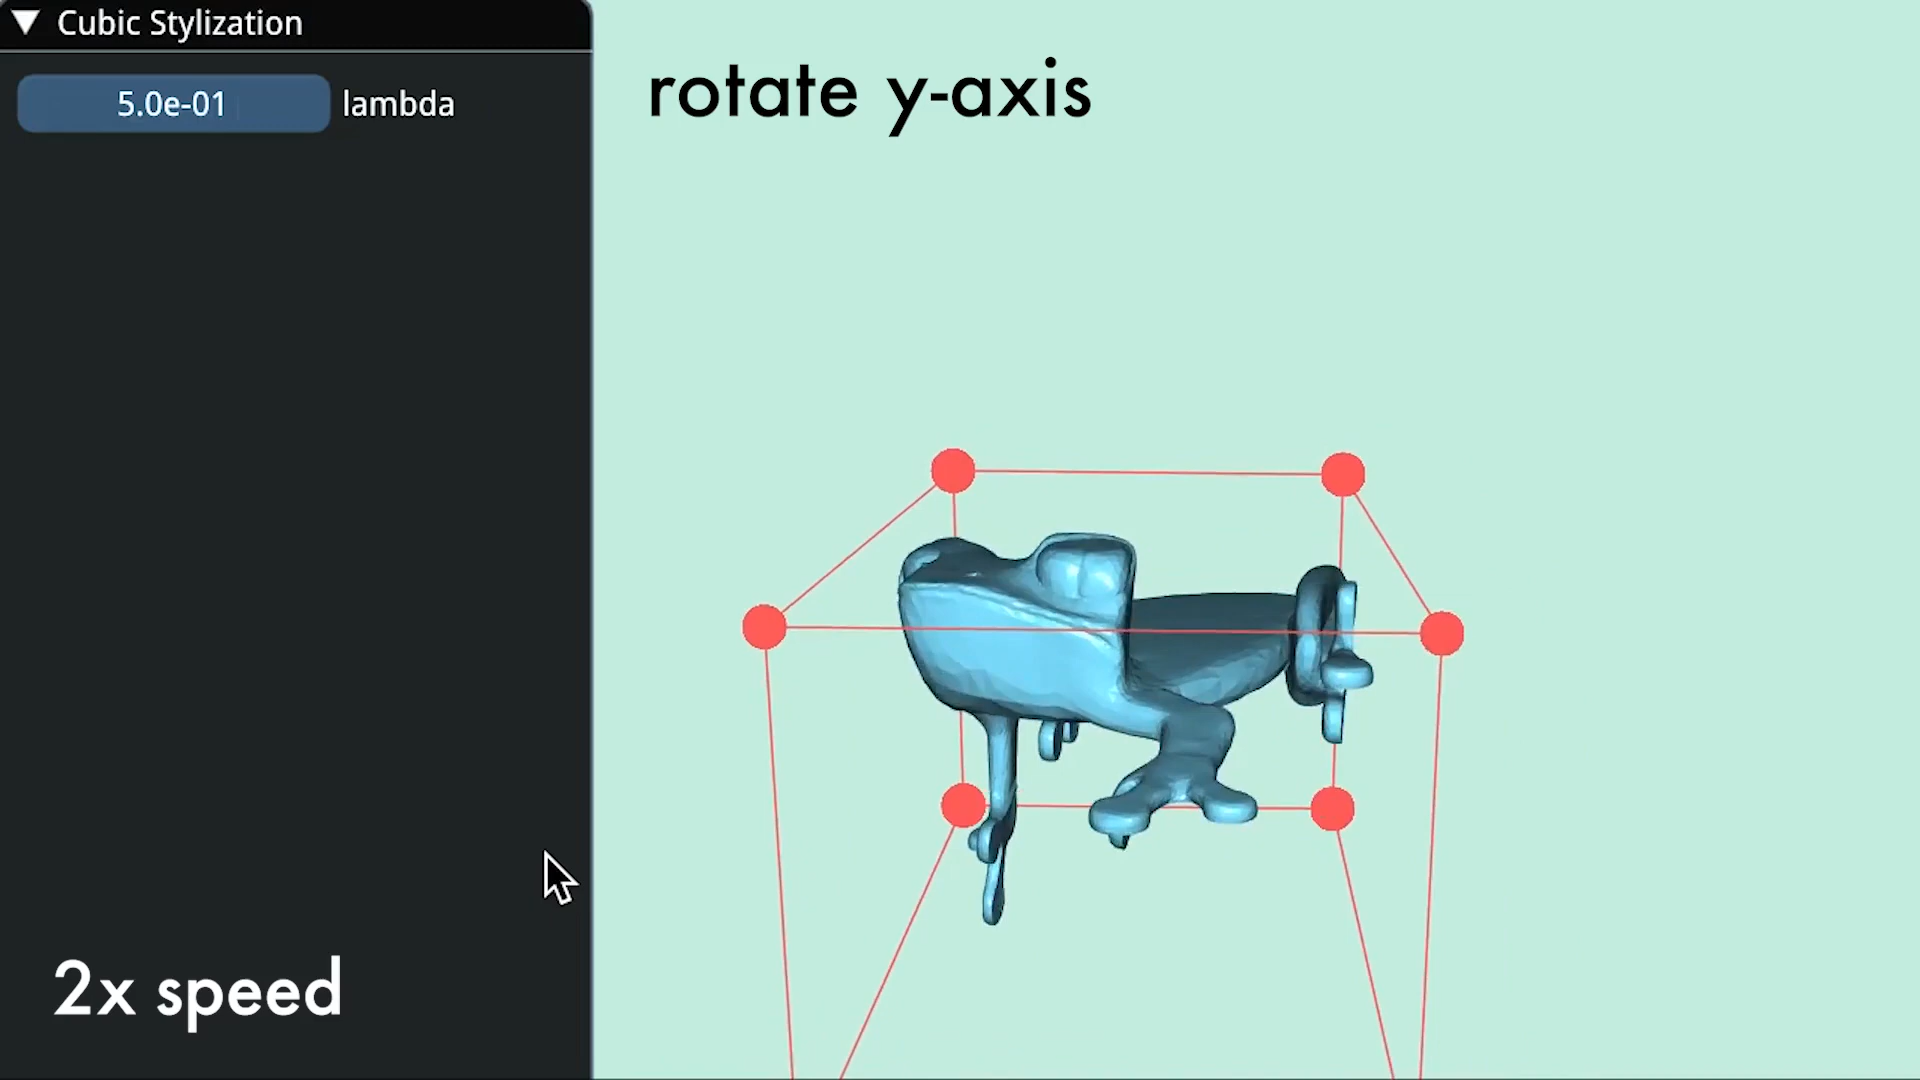 Cubic Stylization
5.0e-01 lambda
rotate y-axis
2x speed